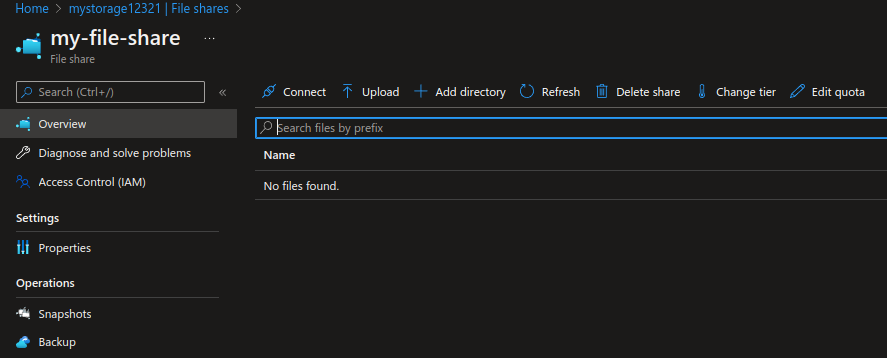 Home > mystorage12321 | File shares >
my-file-share ...
File share
Search (Ctrl+/) «
Overview
Diagnose and solve problems
Access Control (IAM)
Settings
Properties
Operations
Snapshots
Backup
Connect Upload Add directory Refresh Delete share Change tier Edit quota
Search files by prefix
Name
No files found.